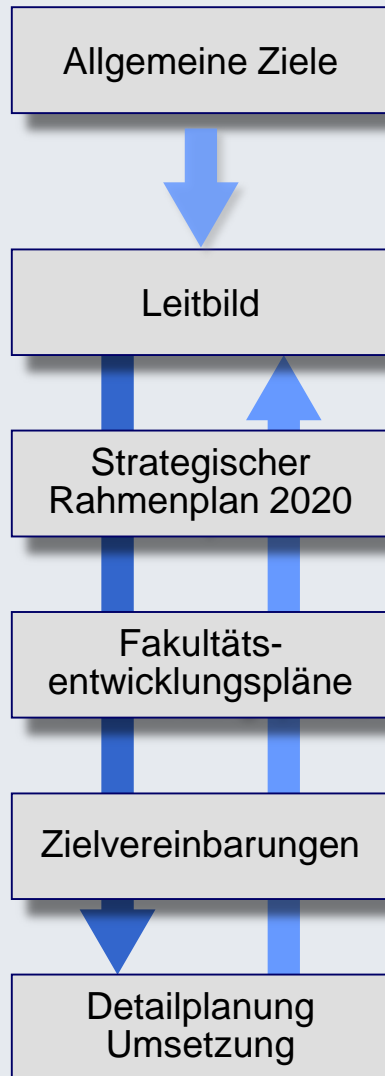 Allgemeine Ziele
Leitbild
Strategischer
Rahmenplan 2020
Fakultäts-
entwicklungspläne
Zielvereinbarungen
Detailplanung
Umsetzung